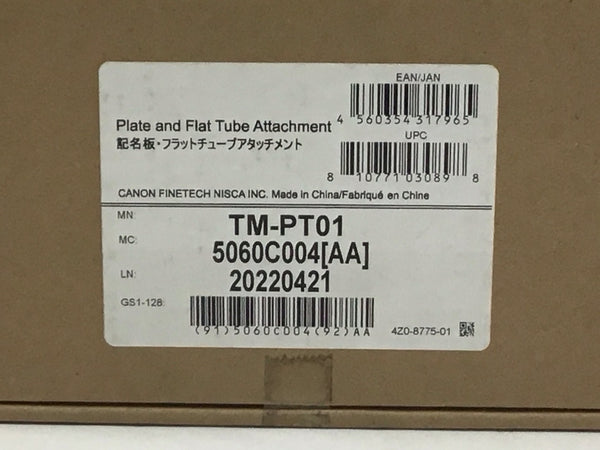 EAN/JAN
4 560354 317965
Plate and Flat Tube Attachment
UPC
記名板・フラットチューブアタッチメント
8 10771 03089 8
CANON FINETECH NISCA INC. Made in China/Fabriqué en Chine
MN: TM-PT01
MC: 5060C004[AA]
LN: 20220421
GS1-128:
(91)5060C004(92)AA
4Z0-8775-01